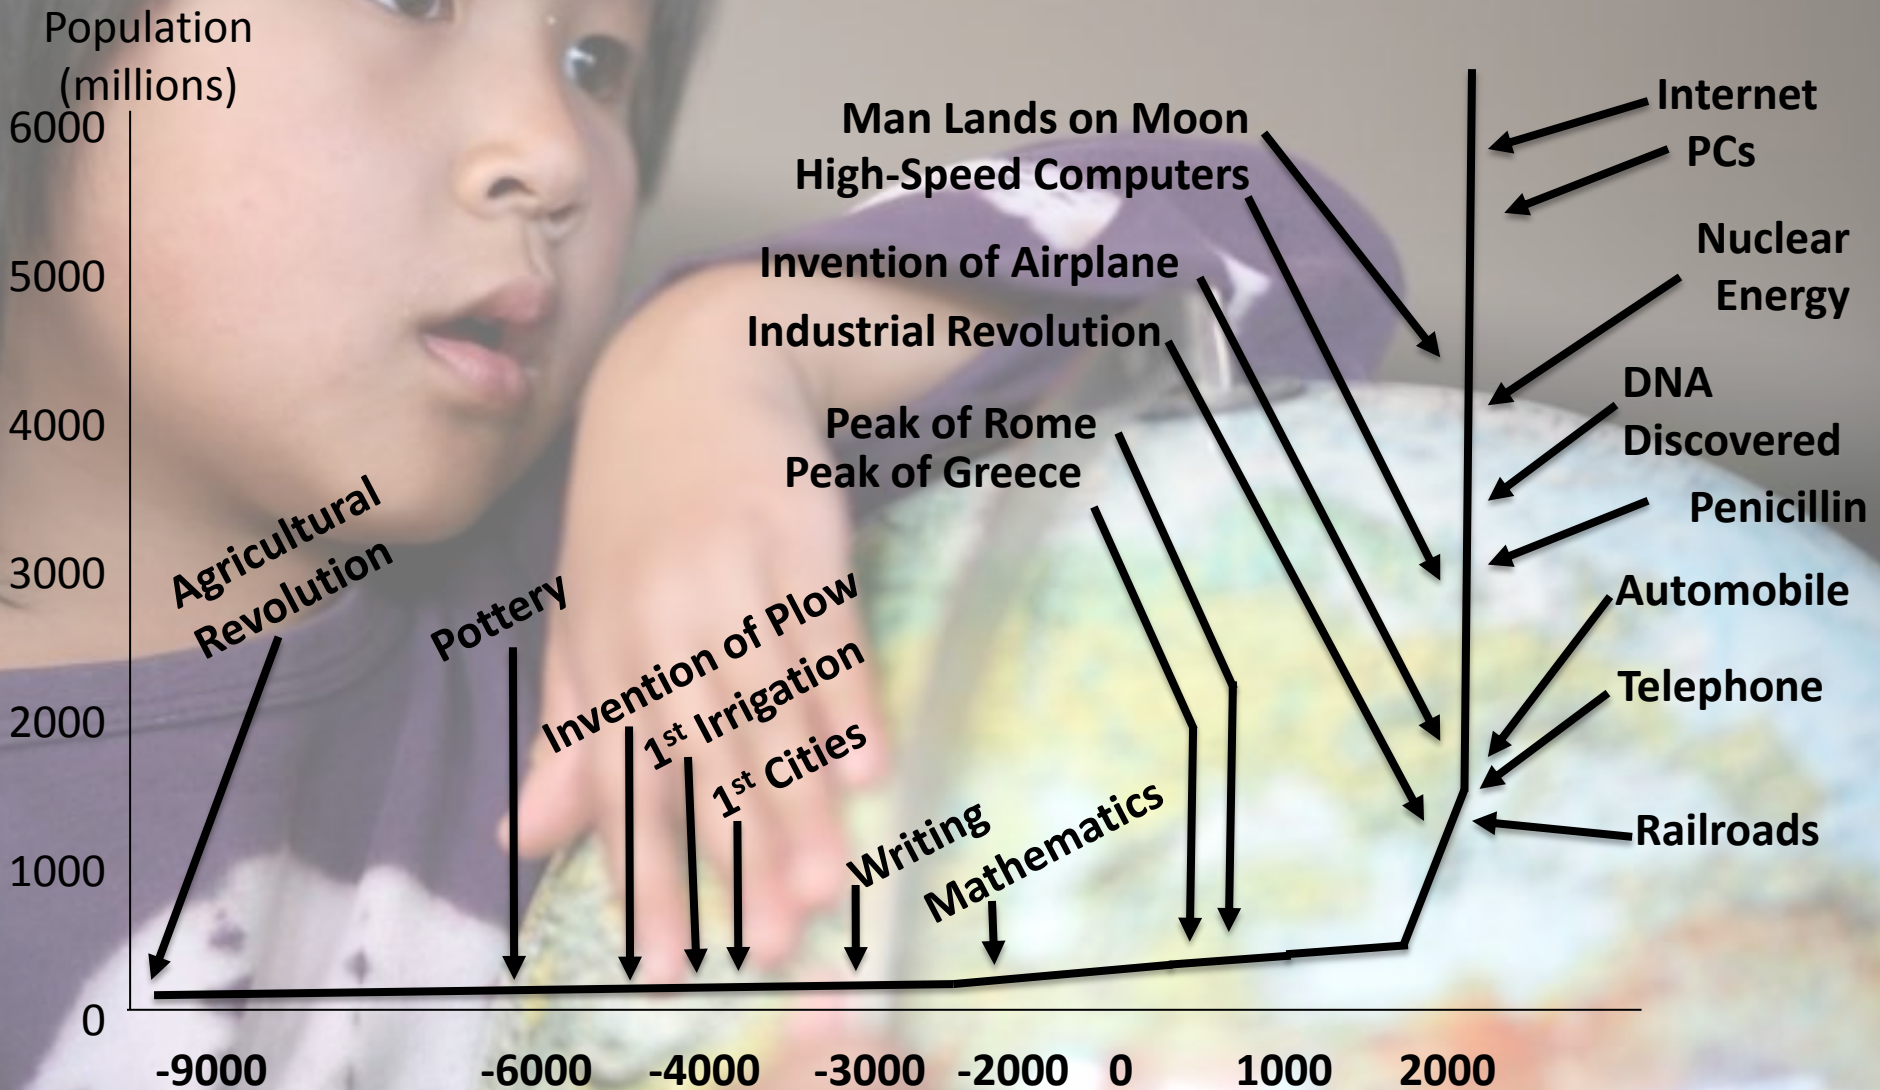 Population
(millions)
6000
5000
4000
3000
2000
1000
0
Agricultural
Revolution
Pottery
Invention of Plow
1st Irrigation
1st Cities
Writing
Mathematics
Man Lands on Moon
High-Speed Computers
Invention of Airplane
Industrial Revolution
Peak of Rome
Peak of Greece
Internet
PCs
Nuclear
Energy
DNA
Discovered
Penicillin
Automobile
Telephone
Railroads
-9000 -6000 -4000 -3000 -2000 0 1000 2000